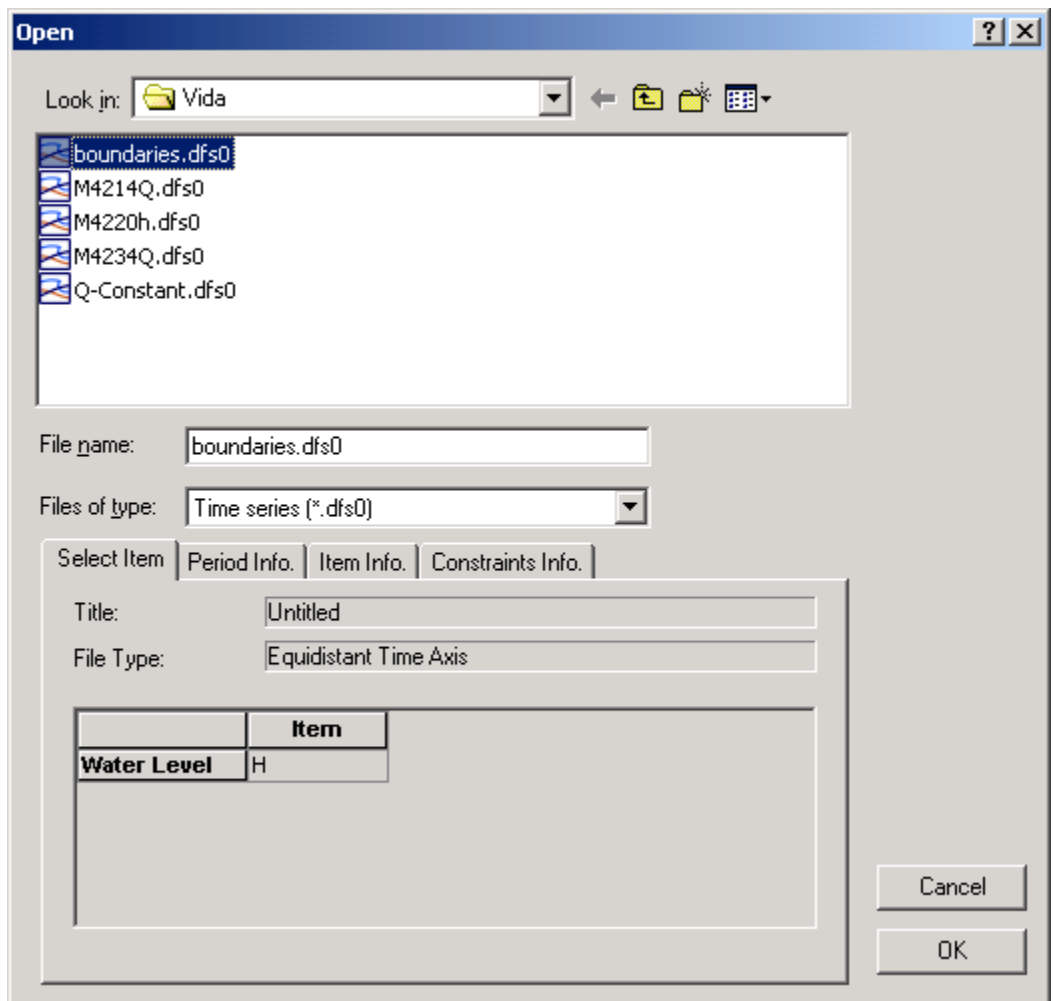 Open
Look in: Vida
boundaries.dfs0
M4214Q.dfs0
M4220h.dfs0
M4234Q.dfs0
Q-Constant.dfs0
File name: boundaries.dfs0
Files of type: Time series (*.dfs0)
Select Item Period Info. Item Info. Constraints Info.
Title: Untitled
File Type: Equidistant Time Axis
Item
Water Level H
Cancel
OK